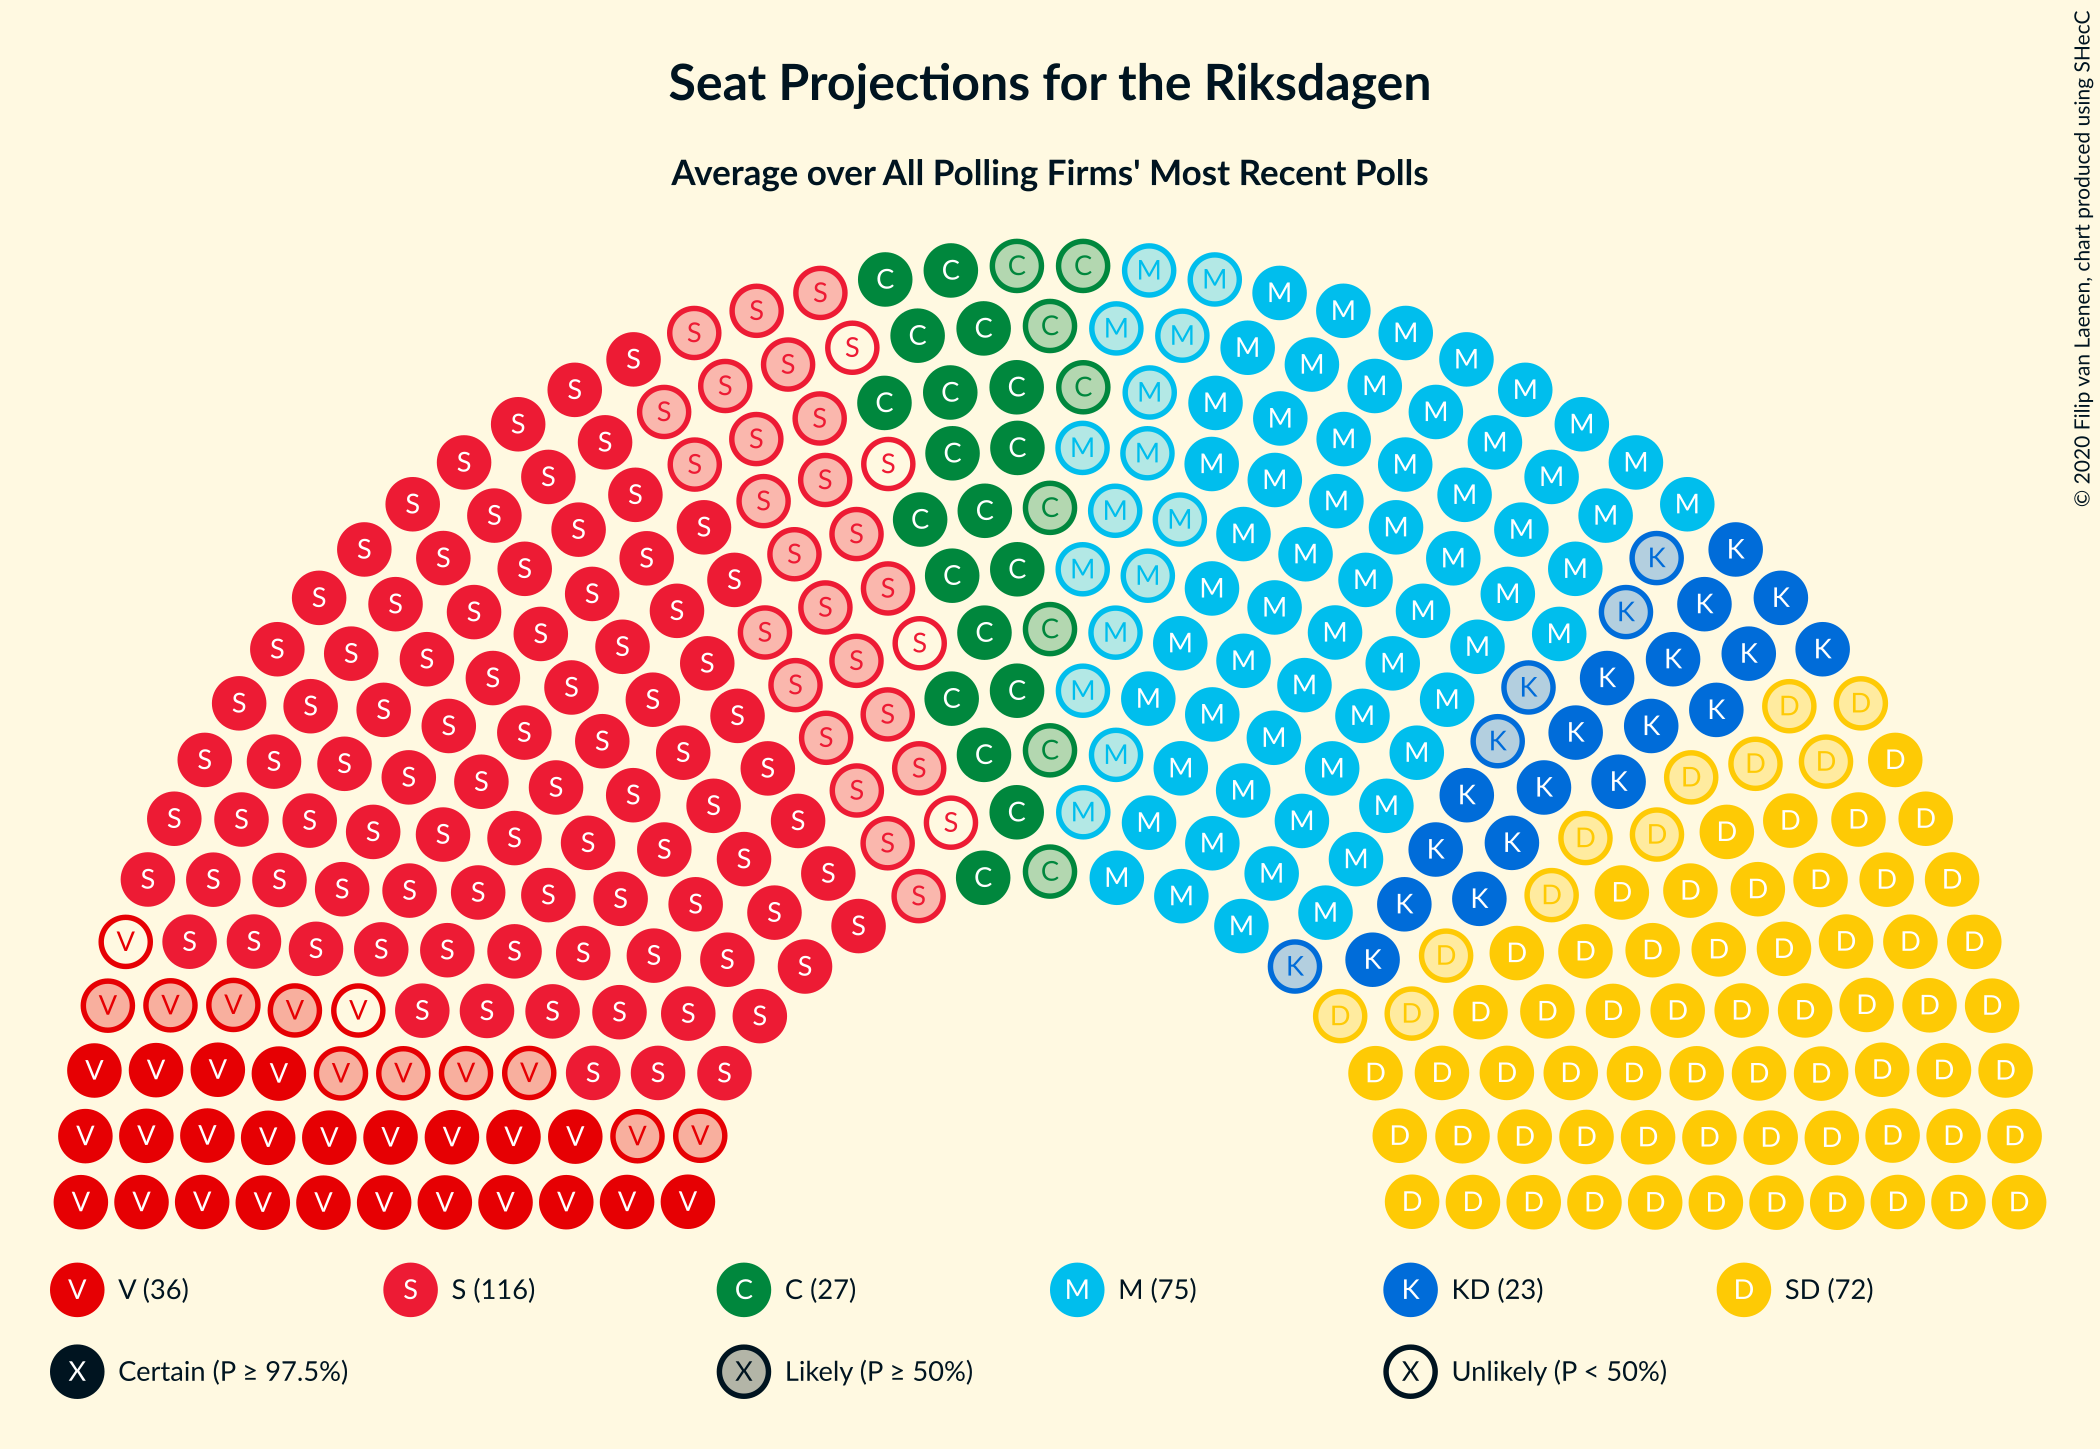 Seat Projections for the Riksdagen
Average over All Polling Firms' Most Recent Polls
© 2020 Filip van Laenen, chart produced using SHecC
V V (36) S S (116) C C (27) M M (75) K KD (23) D SD (72)
X Certain (P ≥ 97.5%) X Likely (P ≥ 50%) X Unlikely (P < 50%)